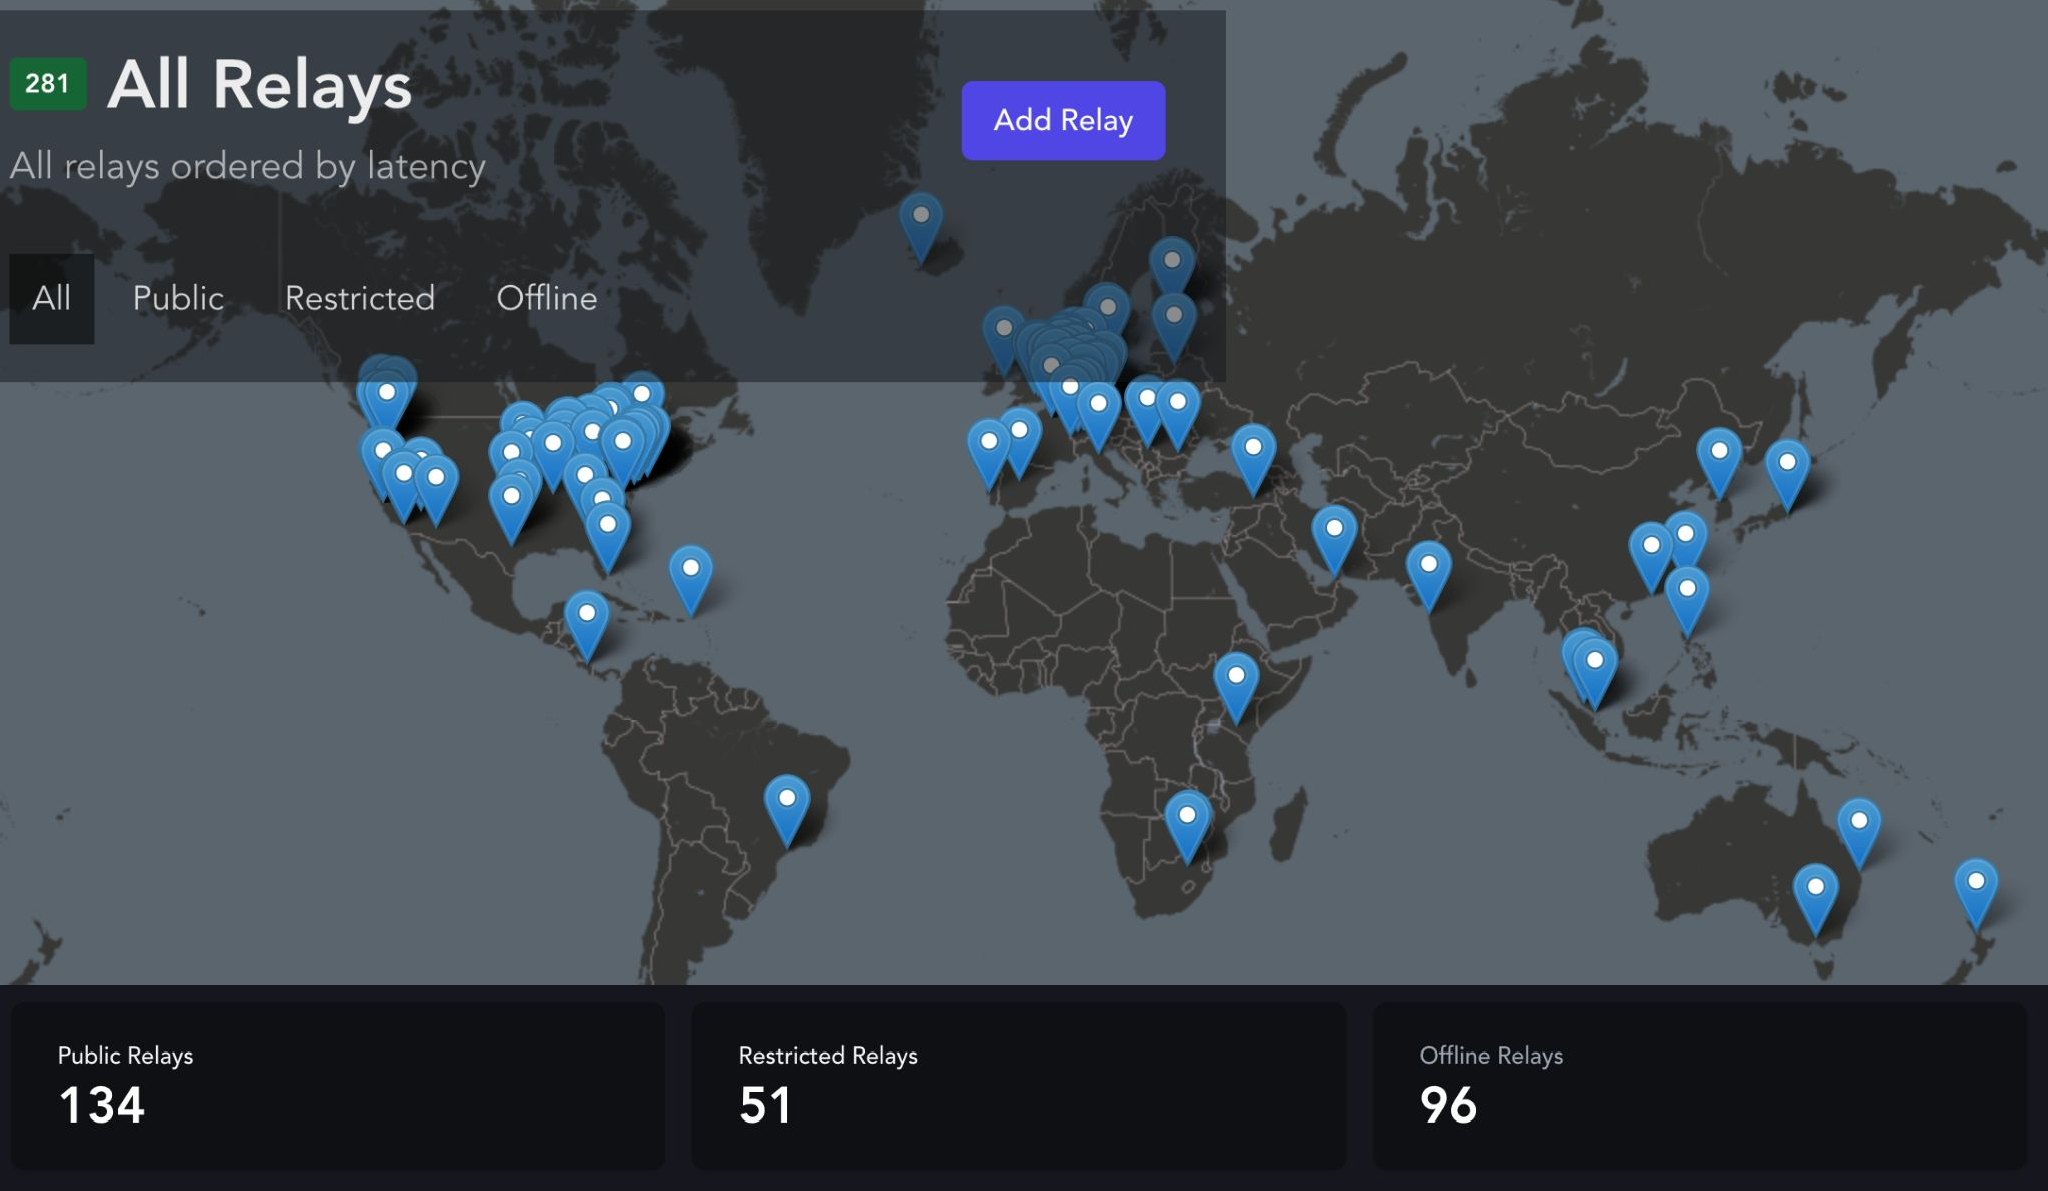 281 All Relays
All relays ordered by latency
Add Relay
All Public Restricted Offline
Public Relays
134
Restricted Relays
51
Offline Relays
96